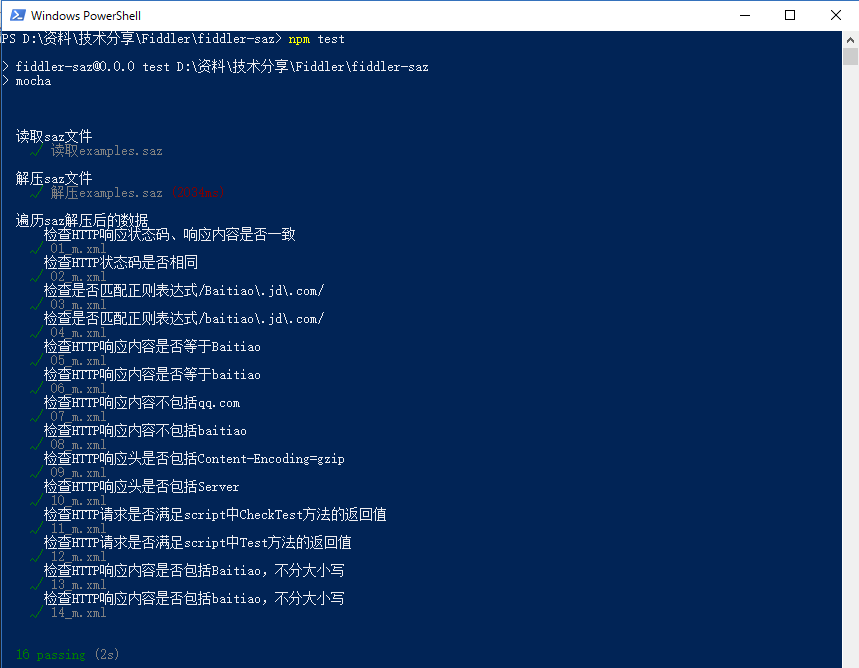 Windows PowerShell
PS D:\资料\技术分享\Fiddler\fiddler-saz> npm test
> fiddler-saz@0.0.0 test D:\资料\技术分享\Fiddler\fiddler-saz
> mocha
读取saz文件
√ 读取examples.saz
解压saz文件
√ 解压examples.saz (2034ms)
遍历saz解压后的数据
检查HTTP响应状态码、响应内容是否一致
√ 01_m.xml
检查HTTP状态码是否相同
√ 02_m.xml
检查是否匹配正则表达式/Baitiao\.jd\.com/
√ 03_m.xml
检查是否匹配正则表达式/baitiao\.jd\.com/
√ 04_m.xml
检查HTTP响应内容是否等于Baitiao
√ 05_m.xml
检查HTTP响应内容是否等于baitiao
√ 06_m.xml
检查HTTP响应内容不包括qq.com
√ 07_m.xml
检查HTTP响应内容不包括baitiao
√ 08_m.xml
检查HTTP响应头是否包括Content-Encoding=gzip
√ 09_m.xml
检查HTTP响应头是否包括Server
√ 10_m.xml
检查HTTP请求是否满足script中CheckTest方法的返回值
√ 11_m.xml
检查HTTP请求是否满足script中Test方法的返回值
√ 12_m.xml
检查HTTP响应内容是否包括Baitiao，不分大小写
√ 13_m.xml
检查HTTP响应内容是否包括baitiao，不分大小写
√ 14_m.xml
16 passing (2s)